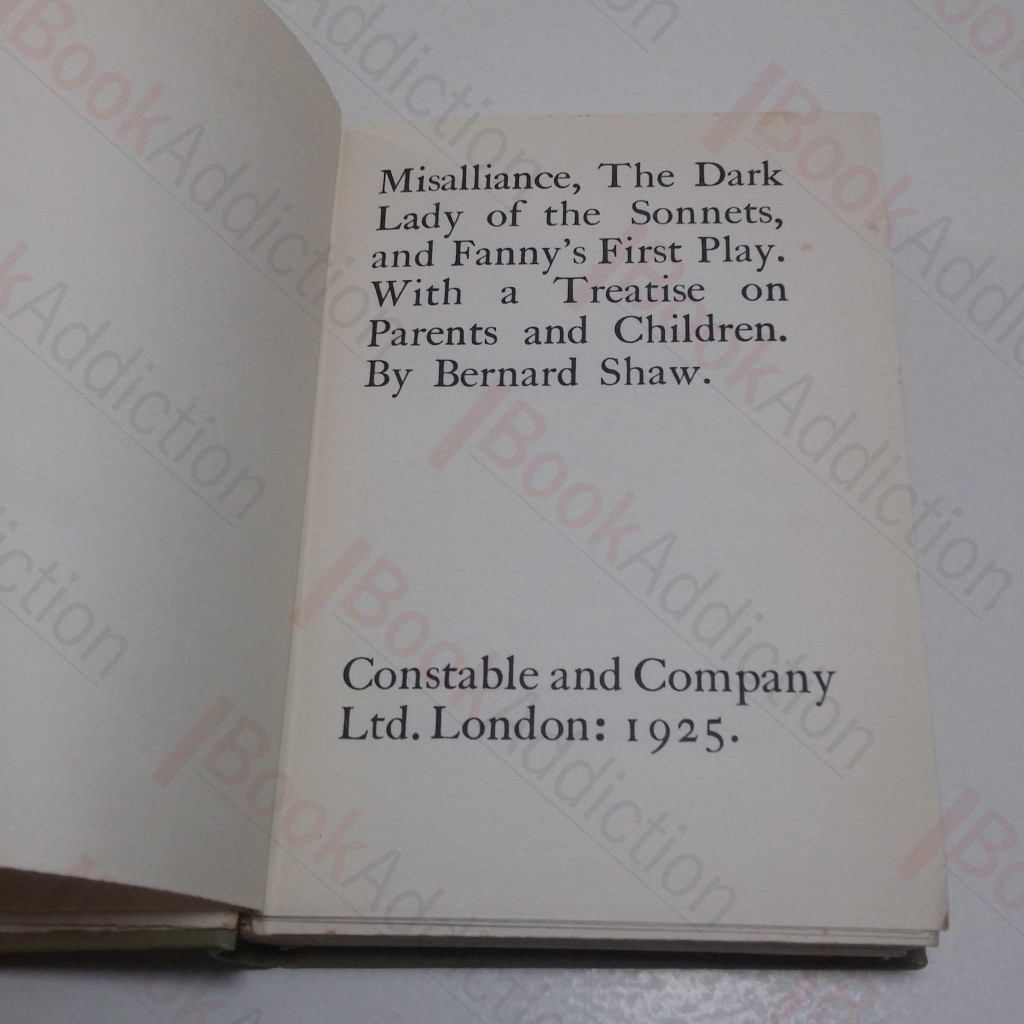 Misalliance, The Dark
Lady of the Sonnets,
and Fanny's First Play.
With a Treatise on
Parents and Children.
By Bernard Shaw.
Constable and Company
Ltd. London: 1925.
BookAddiction